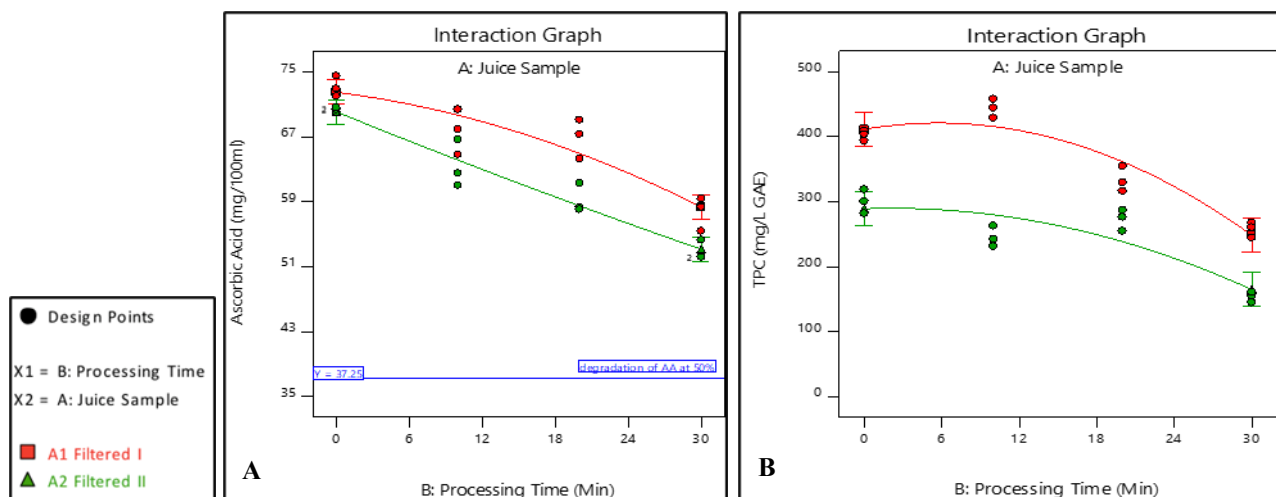 Design Points
X1 = B: Processing Time
X2 = A: Juice Sample
A1 Filtered I
A2 Filtered II
Interaction Graph
A: Juice Sample
Ascorbic Acid (mg/100ml)
75
67
59
51
43
35
2
2
degradation of AA at 50%
Y = 37.25
0
6
12
18
24
30
A
B: Processing Time (Min)
Interaction Graph
A: Juice Sample
TPC (mg/L GAE)
500
400
300
200
100
0
0
6
12
18
24
30
B
B: Processing Time (Min)